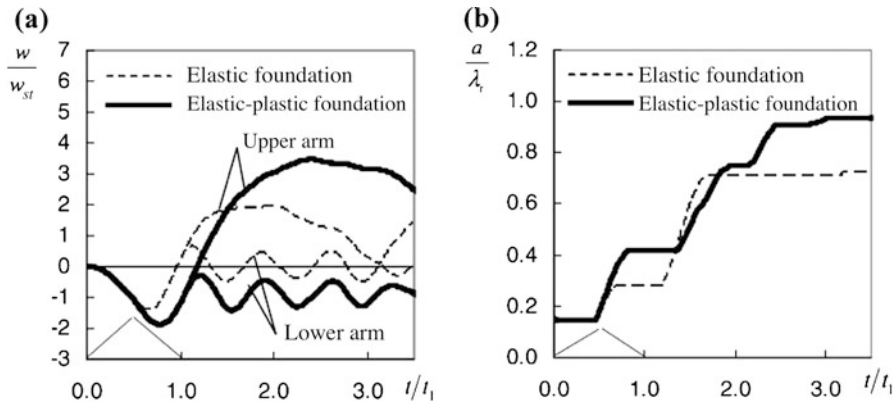 (a)
w
w_st
7
6
5
4
3
2
1
0
-1
-2
-3
Elastic foundation
Elastic-plastic foundation
Upper arm
Lower arm
0.0 1.0 2.0 3.0 t/t₁
(b)
a
λ_r
1.2
1.0
0.8
0.6
0.4
0.2
0.0
Elastic foundation
Elastic-plastic foundation
0.0 1.0 2.0 3.0 t/t₁